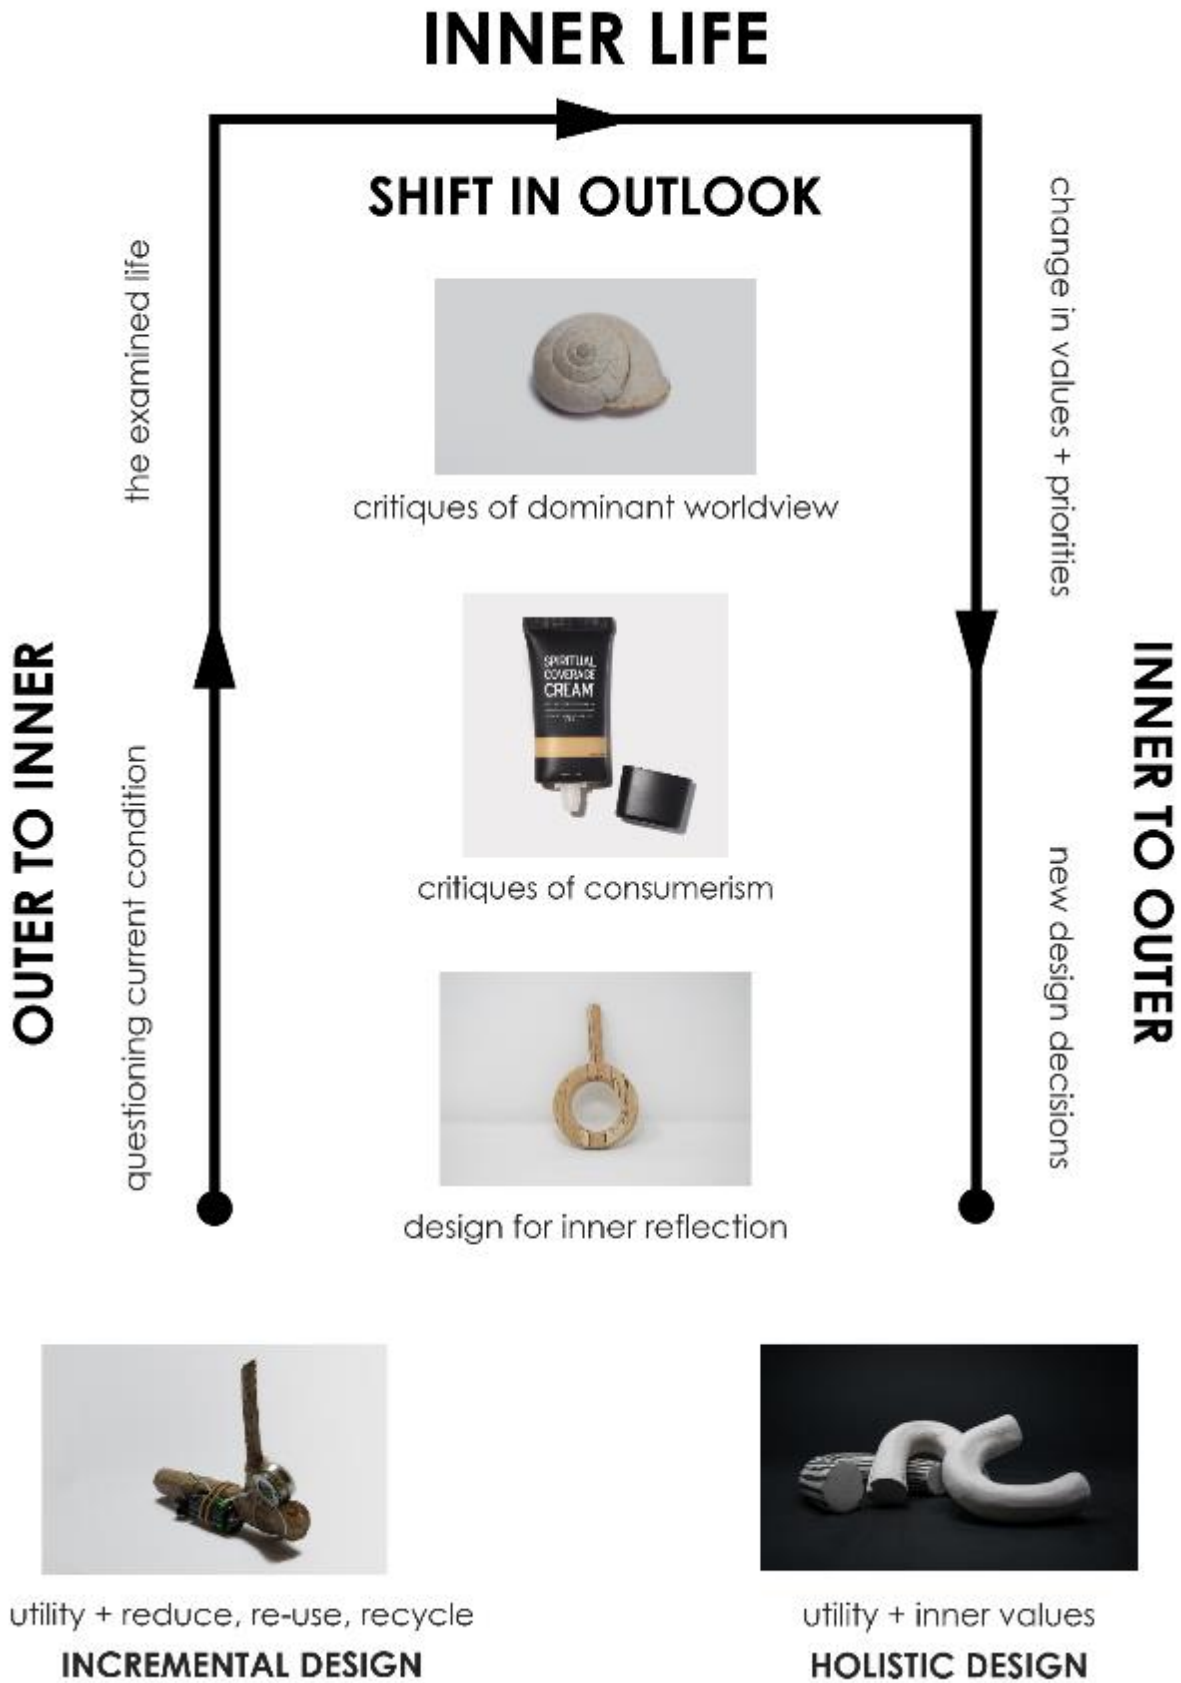 INNER LIFE
SHIFT IN OUTLOOK
the examined life
change in values + priorities
critiques of dominant worldview
OUTER TO INNER
INNER TO OUTER
SPIRITUAL
COVERAGE
CREAM
critiques of consumerism
questioning current condition
new design decisions
design for inner reflection
utility + reduce, re-use, recycle
INCREMENTAL DESIGN
utility + inner values
HOLISTIC DESIGN